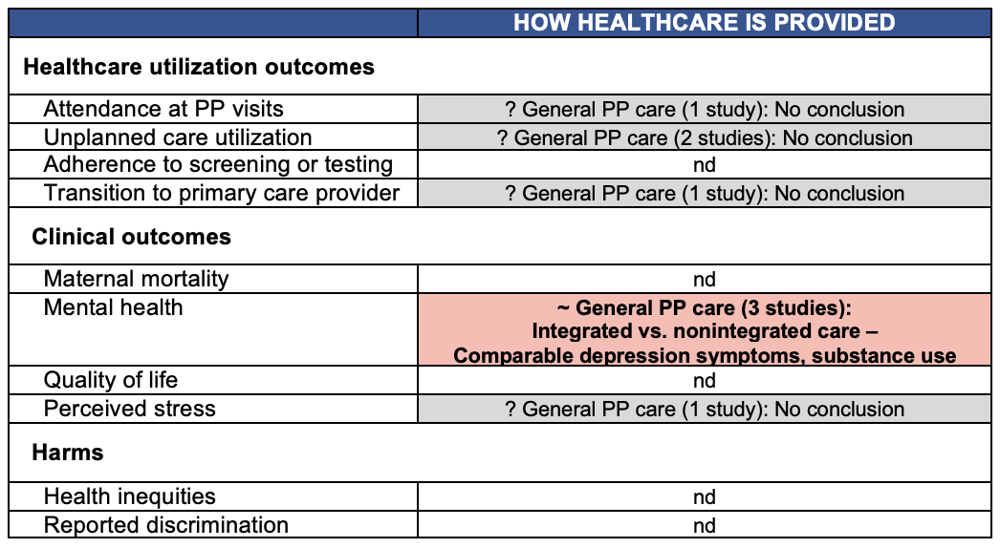 HOW HEALTHCARE IS PROVIDED
Healthcare utilization outcomes
Attendance at PP visits ? General PP care (1 study): No conclusion
Unplanned care utilization ? General PP care (2 studies): No conclusion
Adherence to screening or testing nd
Transition to primary care provider ? General PP care (1 study): No conclusion
Clinical outcomes
Maternal mortality nd
Mental health ~ General PP care (3 studies):
Integrated vs. nonintegrated care –
Comparable depression symptoms, substance use
Quality of life nd
Perceived stress ? General PP care (1 study): No conclusion
Harms
Health inequities nd
Reported discrimination nd